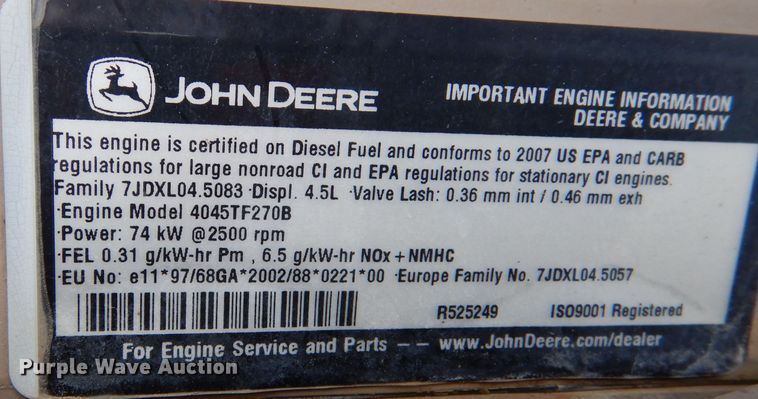 JOHN DEERE
IMPORTANT ENGINE INFORMATION
DEERE & COMPANY
This engine is certified on Diesel Fuel and conforms to 2007 US EPA and CARB
regulations for large nonroad CI and EPA regulations for stationary CI engines.
Family 7JDXL04.5083 ·Displ. 4.5L ·Valve Lash: 0.36 mm int / 0.46 mm exh
·Engine Model 4045TF270B
·Power: 74 kW @2500 rpm
·FEL 0.31 g/kW-hr Pm , 6.5 g/kW-hr NOx + NMHC
·EU No: e11*97/68GA*2002/88*0221*00 ·Europe Family No. 7JDXL04.5057
R525249 ISO9001 Registered
For Engine Service and Parts -- www.JohnDeere.com/dealer
Purple Wave Auction